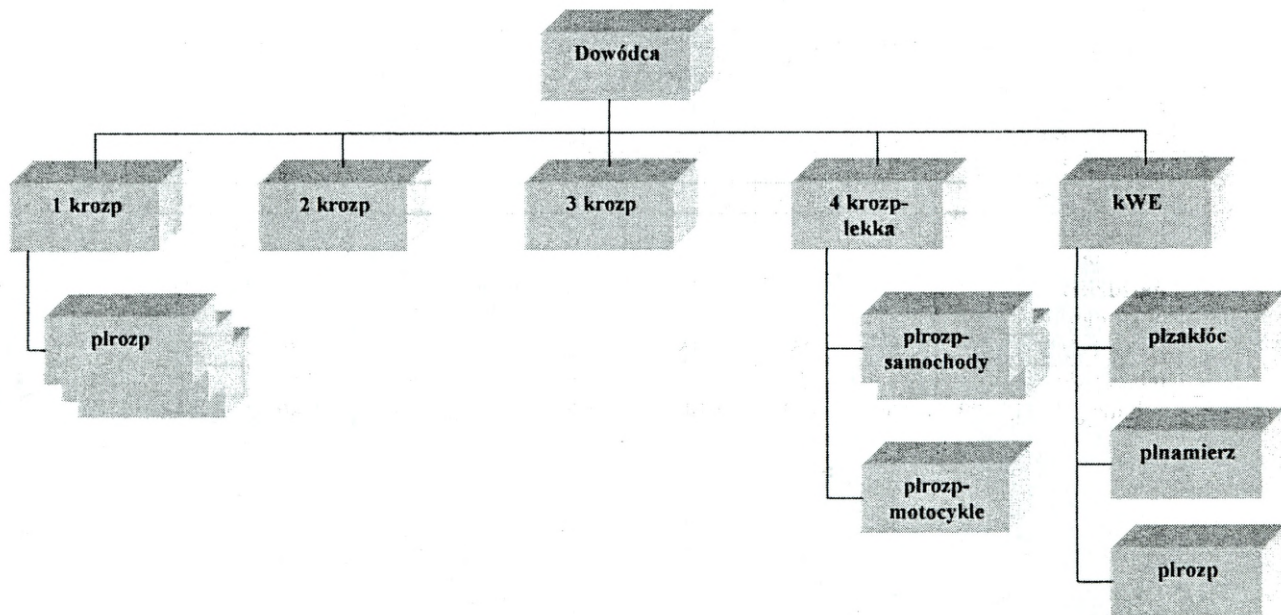 Dowódca
1 krozp
2 krozp
3 krozp
4 krozp-
lekka
kWE
plrozp
plrozp-
samochody
plrozp-
motocykle
plzakłóc
plnamierz
plrozp